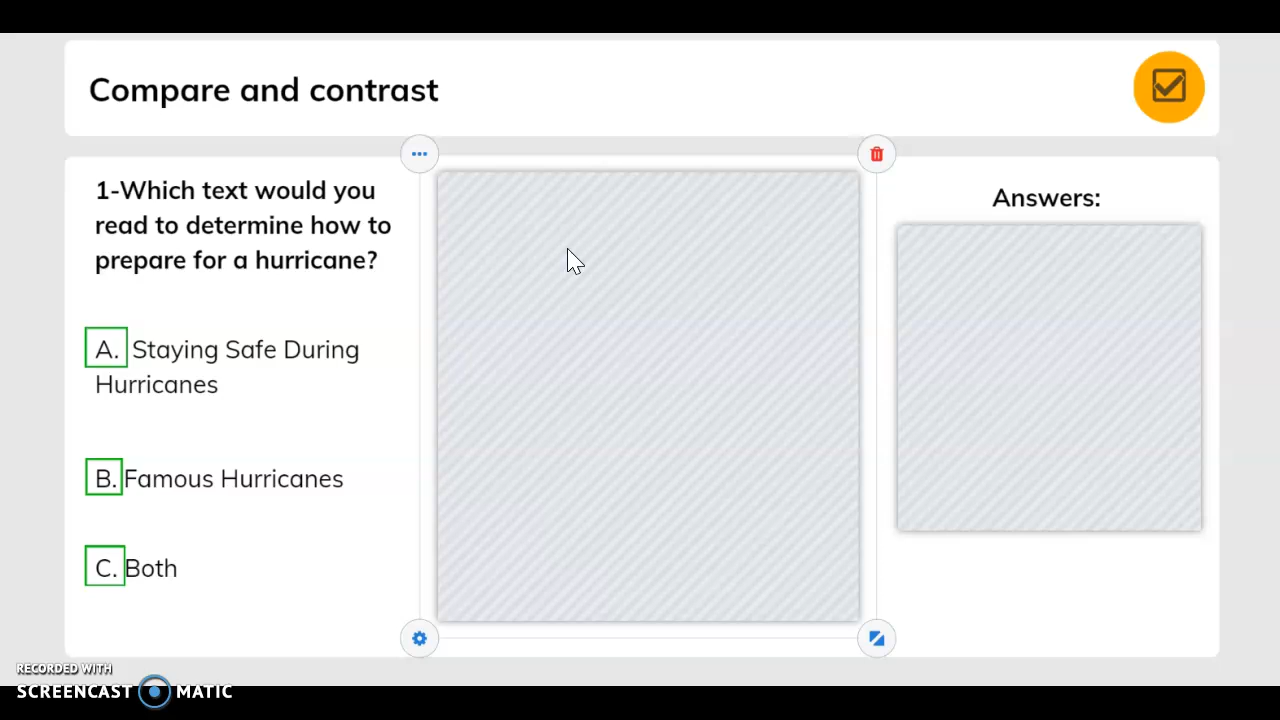 Compare and contrast
1-Which text would you
read to determine how to
prepare for a hurricane?
A. Staying Safe During
Hurricanes
B. Famous Hurricanes
C. Both
Answers:
RECORDED WITH
SCREENCAST MATIC